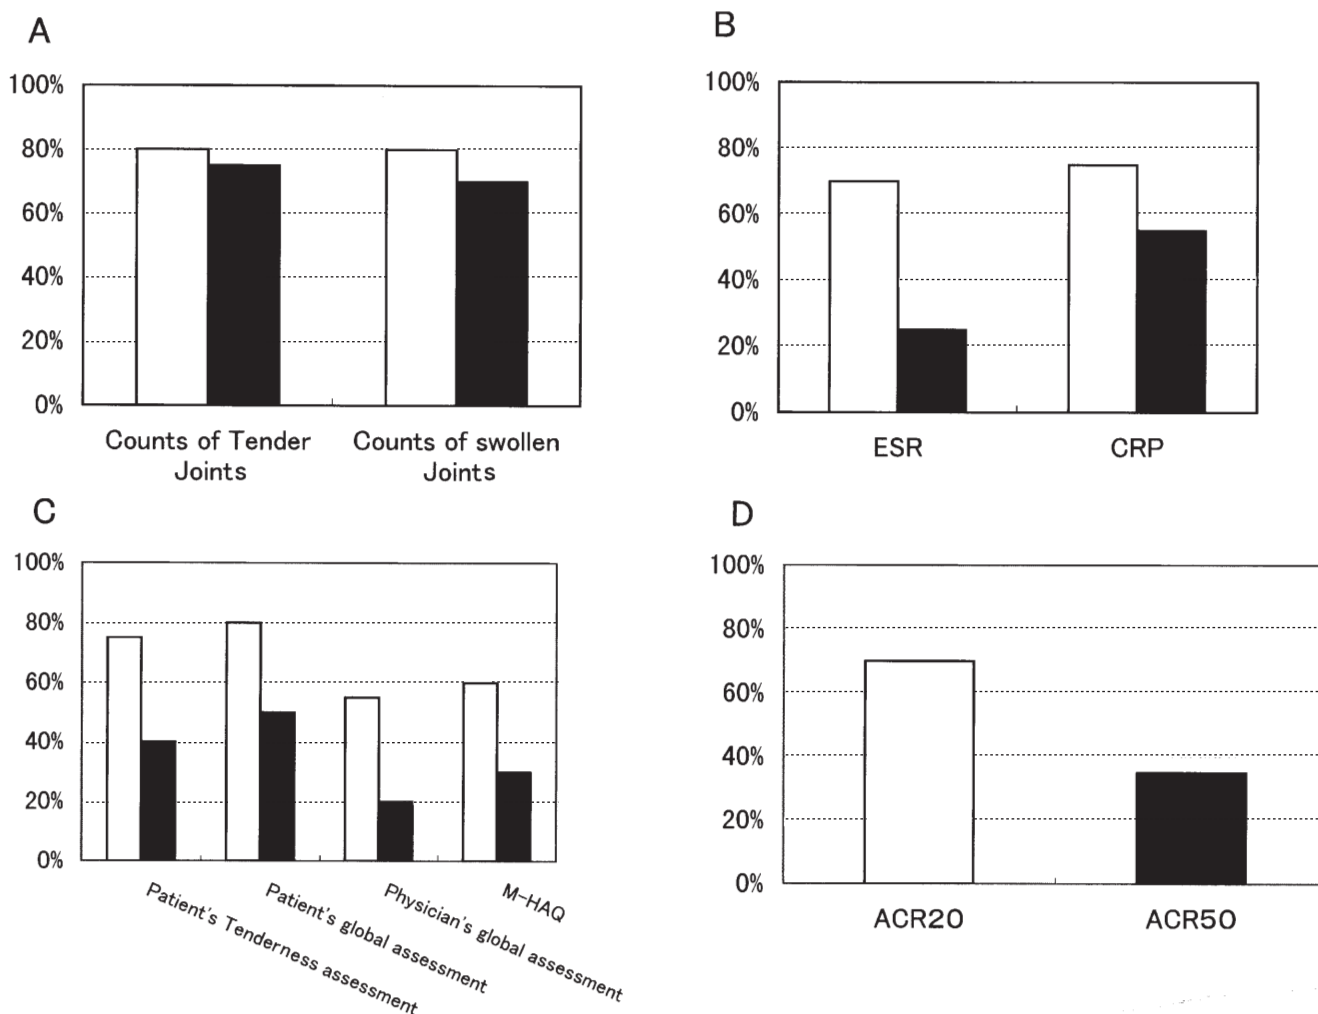 A
100%
80%
60%
40%
20%
0%
Counts of Tender
Joints
Counts of swollen
Joints
B
100%
80%
60%
40%
20%
0%
ESR
CRP
C
100%
80%
60%
40%
20%
0%
Patient's Tenderness assessment
Patient's global assessment
Physician's global assessment
M-HAQ
D
100%
80%
60%
40%
20%
0%
ACR20
ACR50